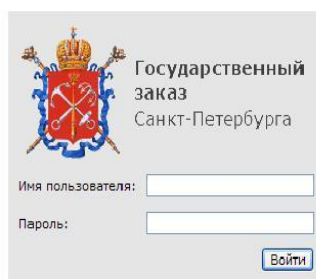 Государственный
заказ
Санкт-Петербурга
Имя пользователя:
Пароль:
Войти